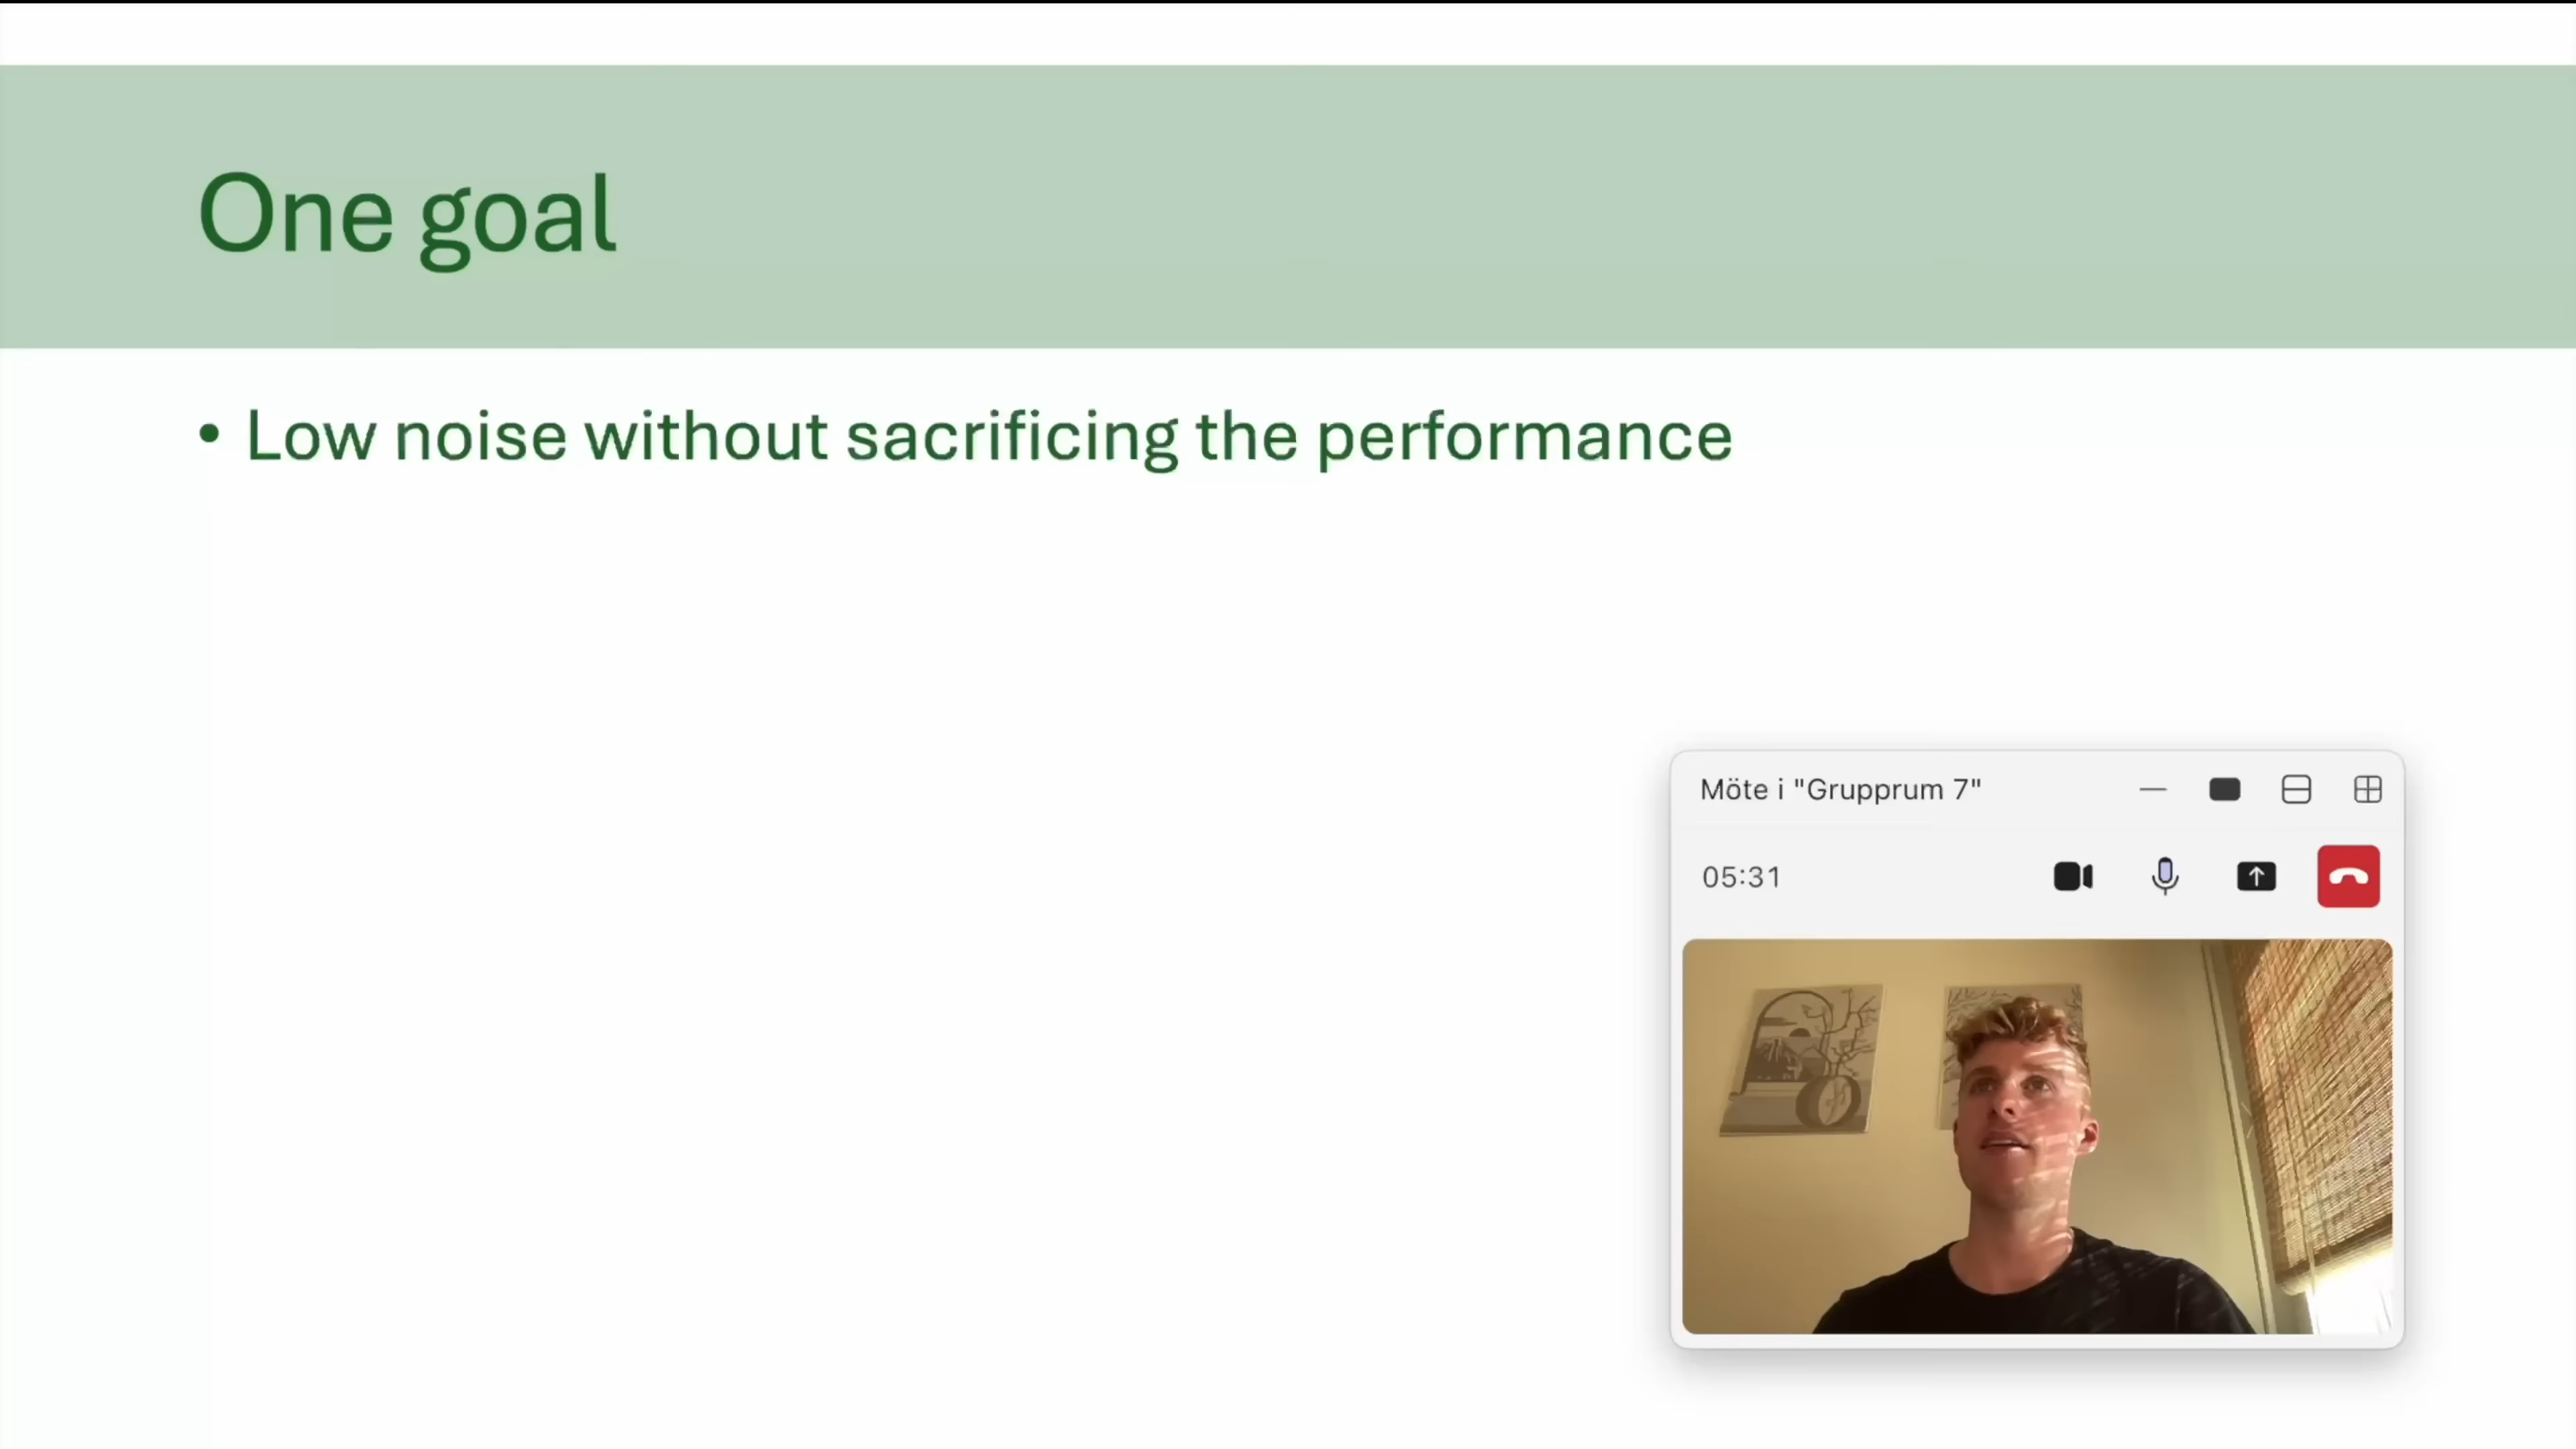 One goal
• Low noise without sacrificing the performance
Möte i "Grupprum 7"
05:31